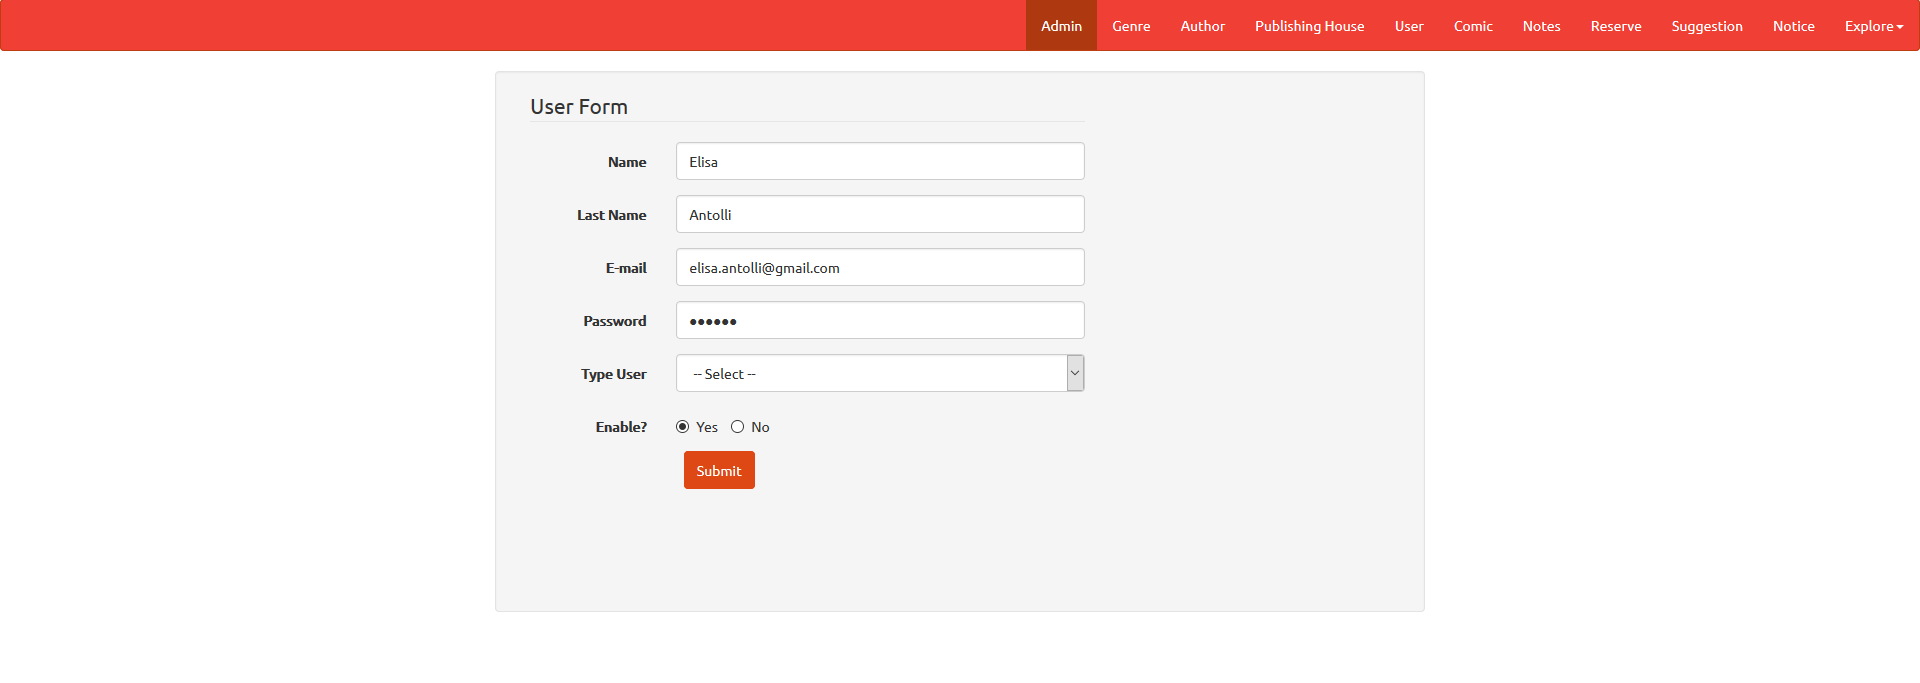 Admin Genre Author Publishing House User Comic Notes Reserve Suggestion Notice Explore
User Form
Name Elisa
Last Name Antolli
E-mail elisa.antolli@gmail.com
Password ••••••
Type User -- Select --
Enable? Yes No
Submit